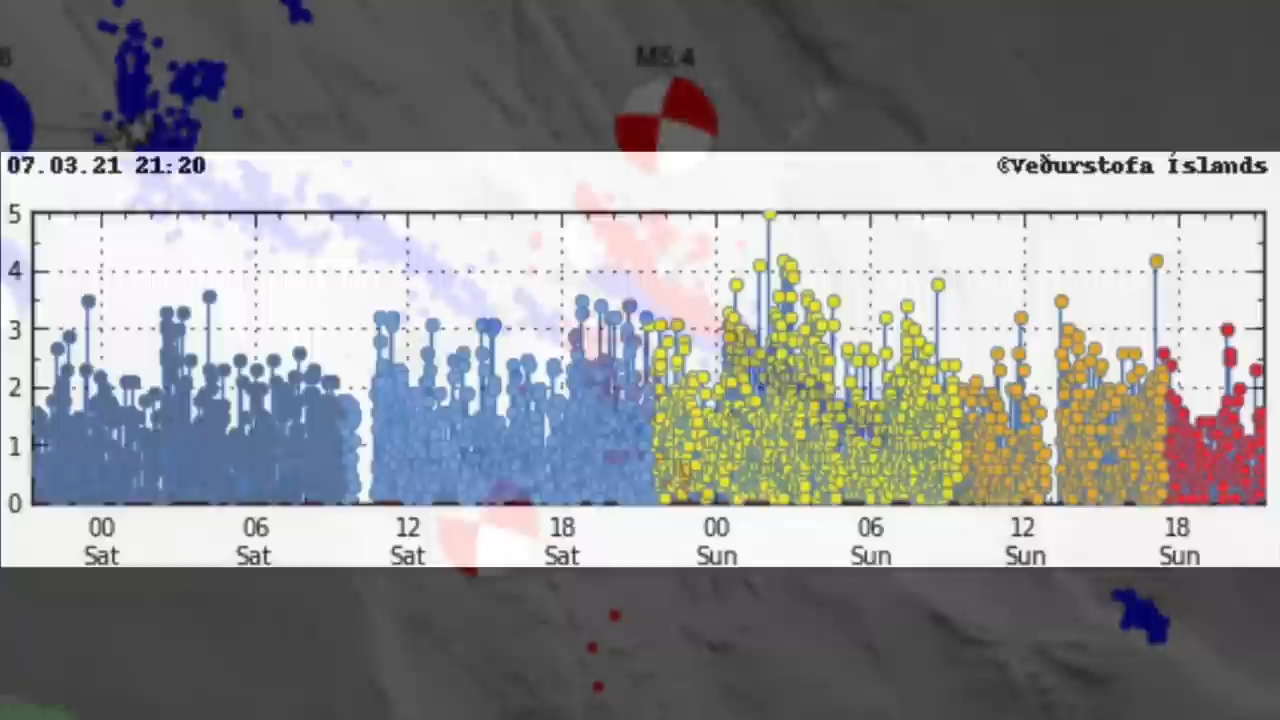 M5.4
07.03.21 21:20
©Veðurstofa Íslands
5
4
3
2
1
0
00 06 12 18 00 06 12 18
Sat Sat Sat Sat Sun Sun Sun Sun